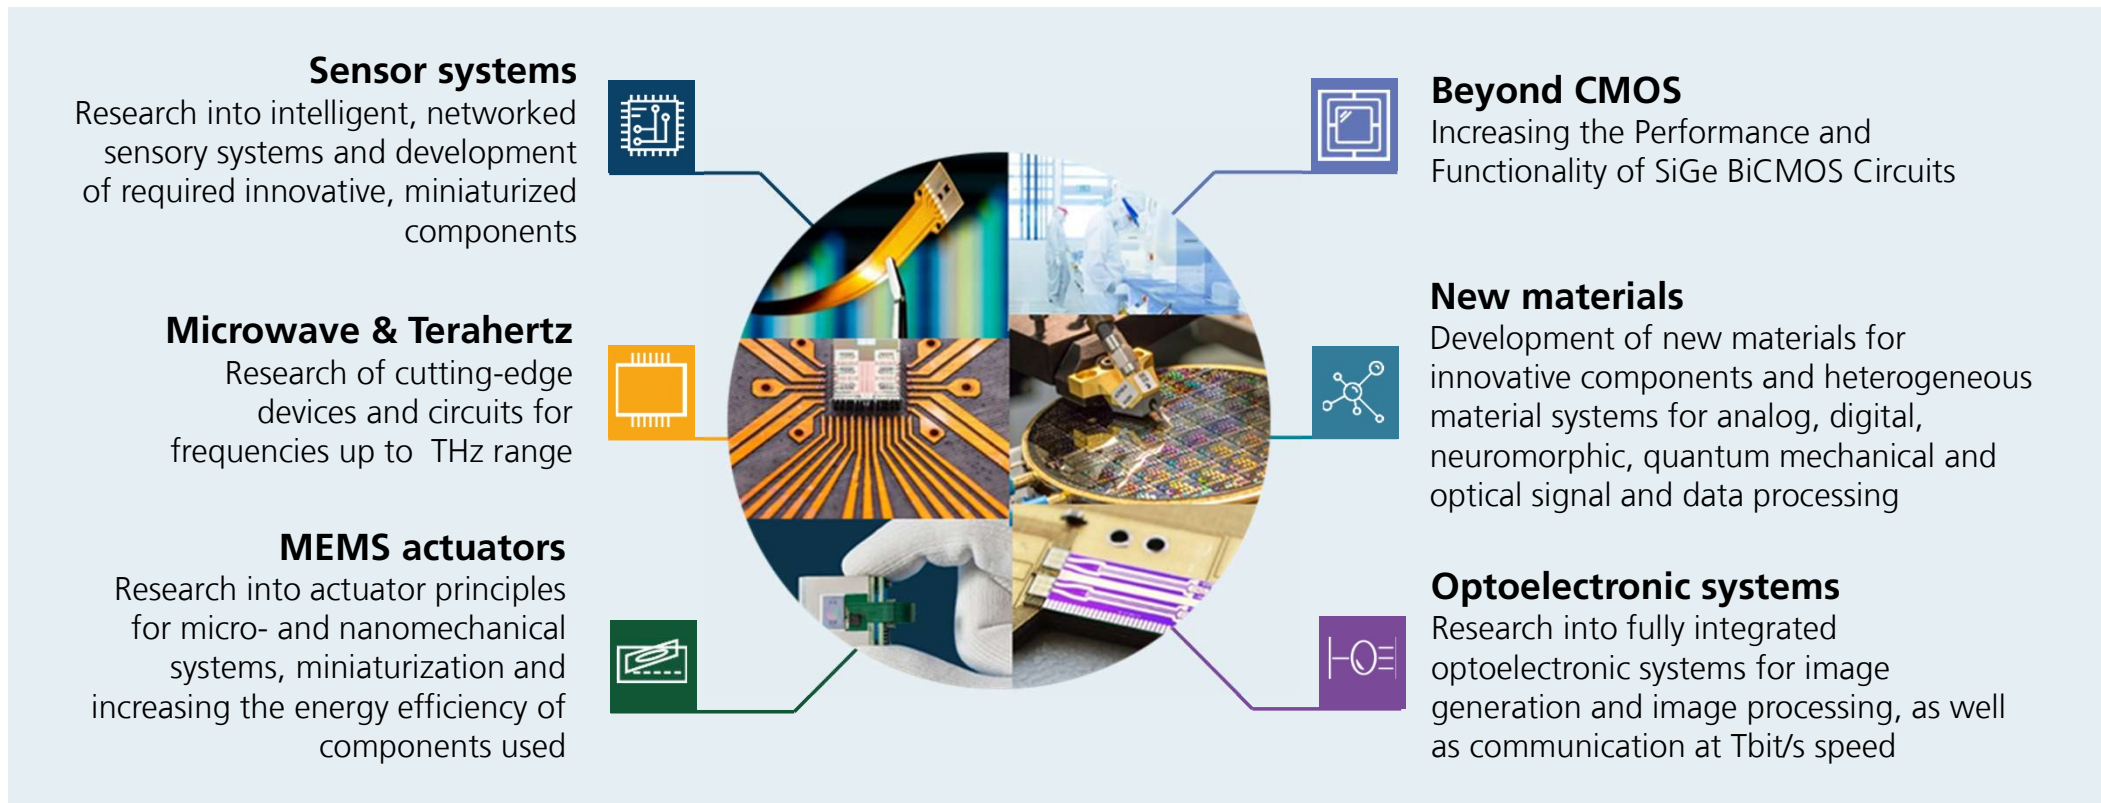 Sensor systems
Research into intelligent, networked
sensory systems and development
of required innovative, miniaturized
components
Microwave & Terahertz
Research of cutting-edge
devices and circuits for
frequencies up to THz range
MEMS actuators
Research into actuator principles
for micro- and nanomechanical
systems, miniaturization and
increasing the energy efficiency of
components used
Beyond CMOS
Increasing the Performance and
Functionality of SiGe BiCMOS Circuits
New materials
Development of new materials for
innovative components and heterogeneous
material systems for analog, digital,
neuromorphic, quantum mechanical and
optical signal and data processing
Optoelectronic systems
Research into fully integrated
optoelectronic systems for image
generation and image processing, as well
as communication at Tbit/s speed